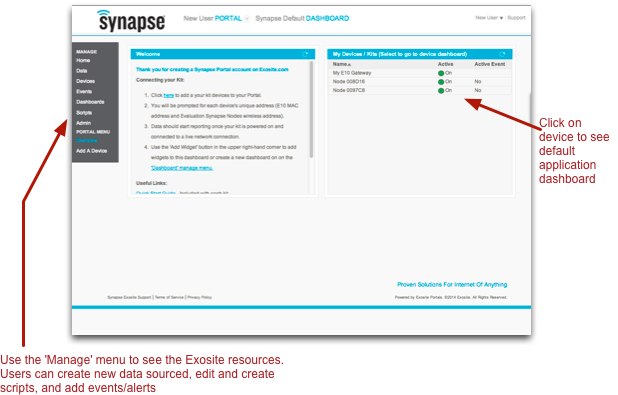 synapse
New User PORTAL Synapse Default DASHBOARD
New User ▾ | Support
MANAGE
Home
Data
Devices
Events
Dashboards
Scripts
Admin
PORTAL MENU
Add A Device
Welcome
Thank you for creating a Synapse Portal account on Exosite.com
Connecting your Kit:
1. Click here to add your kit devices to your Portal.
2. You will be prompted for each device's unique address (E10 MAC
address and Evaluation Synapse Nodes wireless address).
3. Data should start reporting once your kit is powered on and
connected to a live network connection.
4. Use the 'Add Widget' button in the upper right-hand corner to add
widgets to this dashboard or create a new dashboard on on the
'Dashboard' manage menu.
Useful Links:
My Devices / Kits (Select to go to device dashboard)
Name▲ Active Active Event
My E10 Gateway On
Node 008D16 On No
Node 0097C8 On No
Click on
device to see
default
application
dashboard
Proven Solutions For Internet Of Anything
Synapse Exosite Support | Terms of Service | Privacy Policy
Powered by Exosite Portals. ©2014 Exosite. All Rights Reserved.
Use the 'Manage' menu to see the Exosite resources.
Users can create new data sourced, edit and create
scripts, and add events/alerts